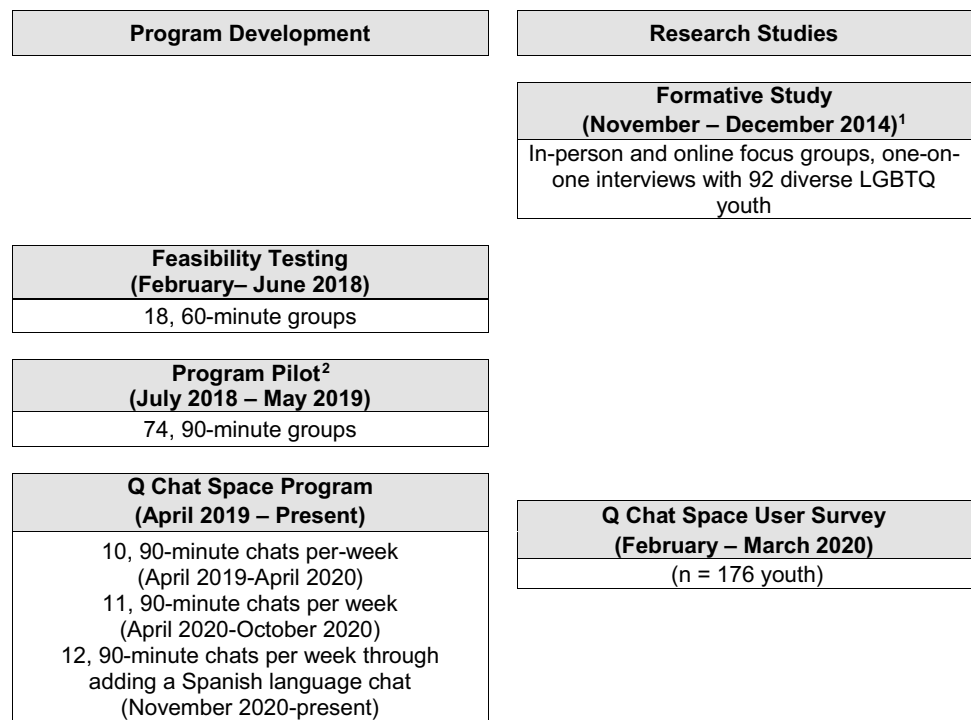 Program Development
Research Studies
Formative Study
(November – December 2014)¹
In-person and online focus groups, one-on-
one interviews with 92 diverse LGBTQ
youth
Feasibility Testing
(February– June 2018)
18, 60-minute groups
Program Pilot²
(July 2018 – May 2019)
74, 90-minute groups
Q Chat Space Program
(April 2019 – Present)
10, 90-minute chats per-week
(April 2019-April 2020)
11, 90-minute chats per week
(April 2020-October 2020)
12, 90-minute chats per week through
adding a Spanish language chat
(November 2020-present)
Q Chat Space User Survey
(February – March 2020)
(n = 176 youth)